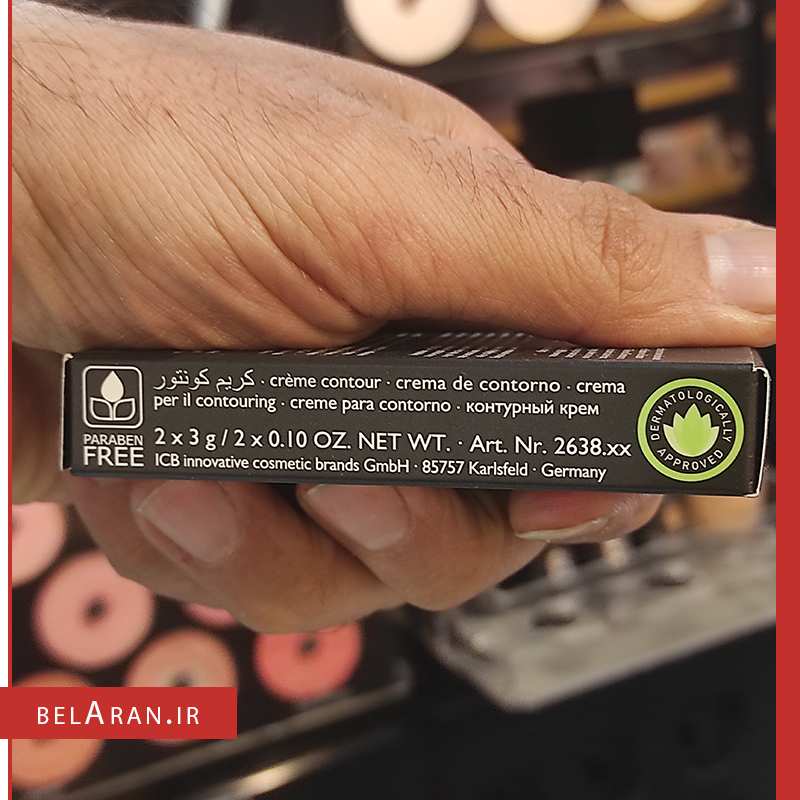 کریم کونتور · crème contour · crema de contorno · crema
per il contouring · creme para contorno · контурный крем
2 x 3 g / 2 x 0.10 OZ. NET WT. · Art. Nr. 2638.xx
ICB innovative cosmetic brands GmbH · 85757 Karlsfeld · Germany
PARABEN
FREE
DERMATOLOGICALLY
APPROVED
BELARAN.IR